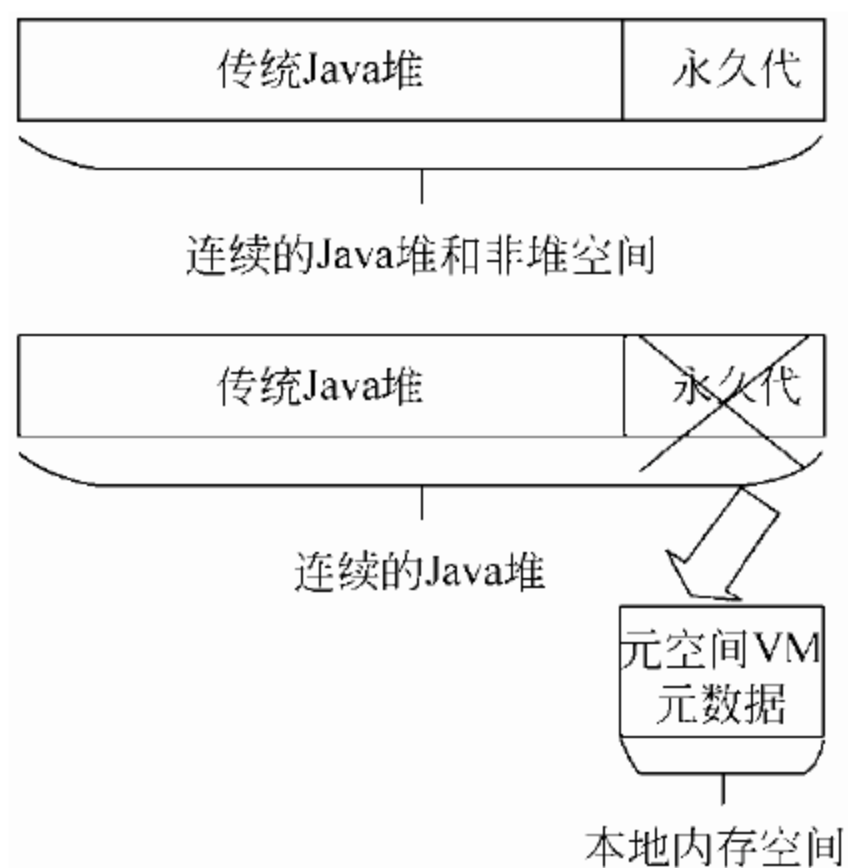 传统Java堆
永久代
连续的Java堆和非堆空间
传统Java堆
永久代
连续的Java堆
元空间VM
元数据
本地内存空间